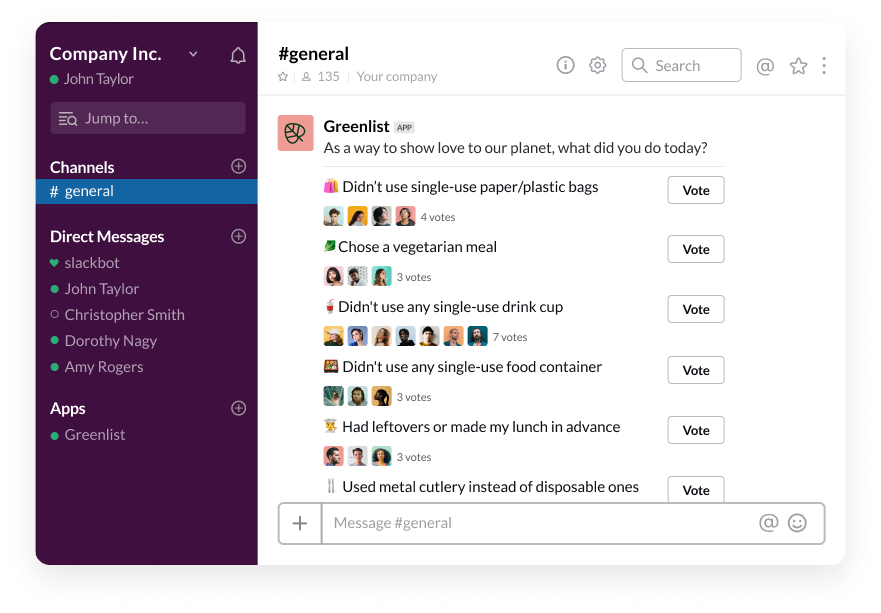 Company Inc.
John Taylor
Jump to...
Channels
# general
Direct Messages
slackbot
John Taylor
Christopher Smith
Dorothy Nagy
Amy Rogers
Apps
Greenlist
#general
135 Your company
Search
@
Greenlist APP
As a way to show love to our planet, what did you do today?
Didn’t use single-use paper/plastic bags Vote
4 votes
Chose a vegetarian meal Vote
3 votes
Didn't use any single-use drink cup Vote
7 votes
Didn't use any single-use food container Vote
3 votes
Had leftovers or made my lunch in advance Vote
3 votes
Used metal cutlery instead of disposable ones Vote
+ Message #general @